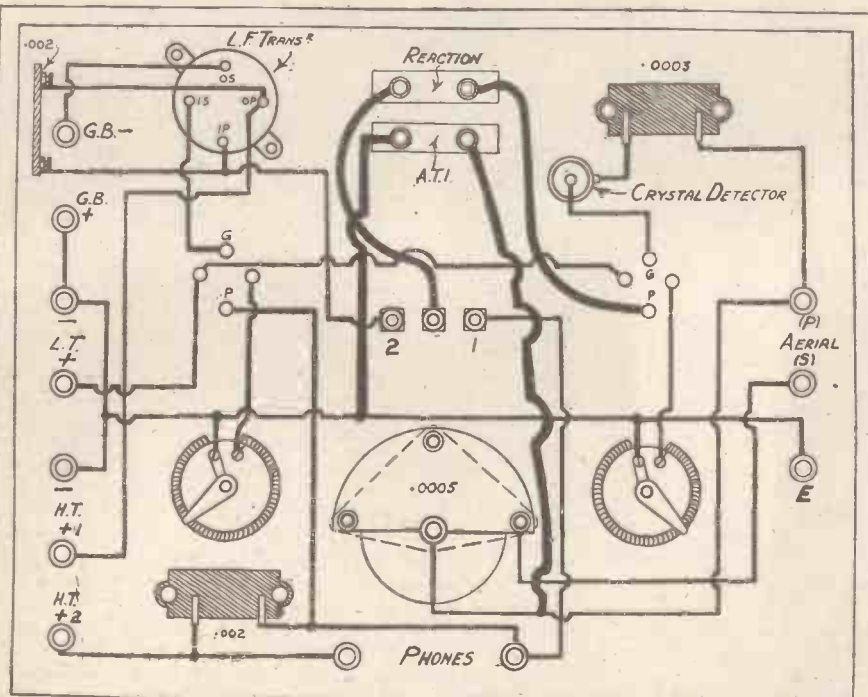 .002
L.F. TRANSR
REACTION
.0003
OS
IS
OP
IP
G.B. -
A.T.I.
CRYSTAL DETECTOR
G.B.
+
G
G
P
P
-
2
1
(P)
L.T.
+
AERIAL
(S)
-
.0005
E
H.T.
+1
H.T.
+2
.002
PHONES